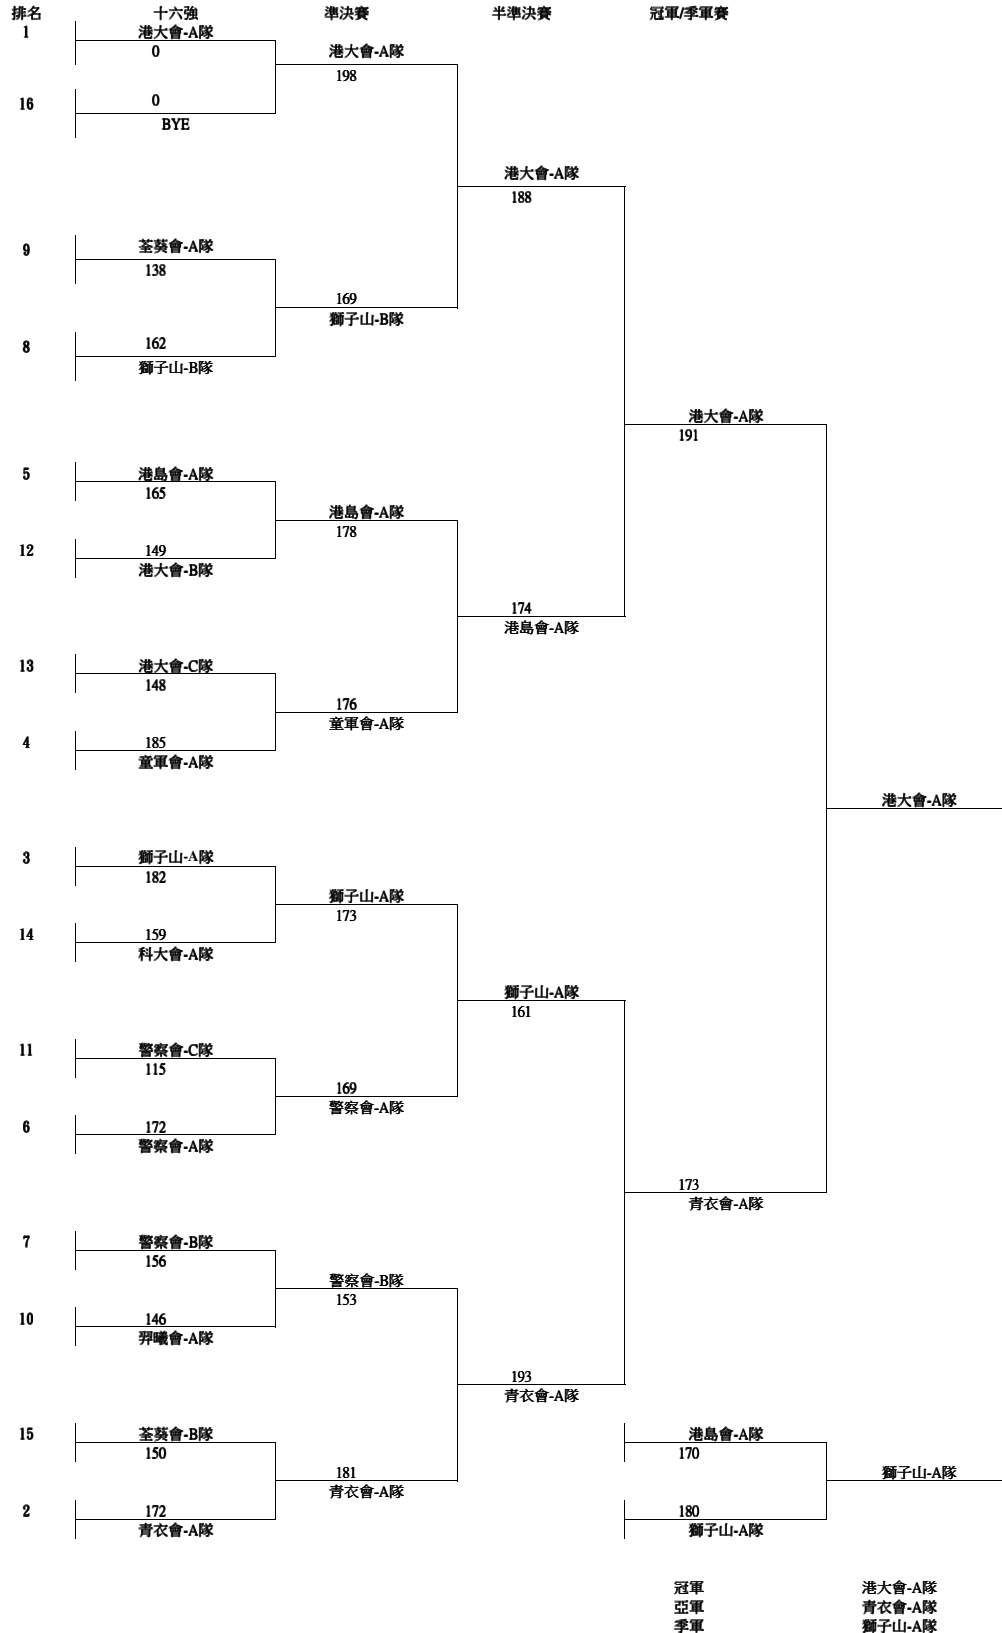 排名 十六強 準決賽 半準決賽 冠軍/季軍賽
1 港大會-A隊
0 港大會-A隊
198
16 0
BYE
港大會-A隊
188
9 荃葵會-A隊
138
169
獅子山-B隊
8 162
獅子山-B隊
港大會-A隊
191
5 港島會-A隊
165
港島會-A隊
178
12 149
港大會-B隊
174
港島會-A隊
13 港大會-C隊
148
176
童軍會-A隊
4 185
童軍會-A隊
港大會-A隊
3 獅子山-A隊
182
獅子山-A隊
173
14 159
科大會-A隊
獅子山-A隊
161
11 警察會-C隊
115
169
警察會-A隊
6 172
警察會-A隊
173
青衣會-A隊
7 警察會-B隊
156
警察會-B隊
153
10 146
羿曦會-A隊
193
青衣會-A隊
15 荃葵會-B隊 港島會-A隊
150 170
181 獅子山-A隊
青衣會-A隊
2 172 180
青衣會-A隊 獅子山-A隊
冠軍 港大會-A隊
亞軍 青衣會-A隊
季軍 獅子山-A隊